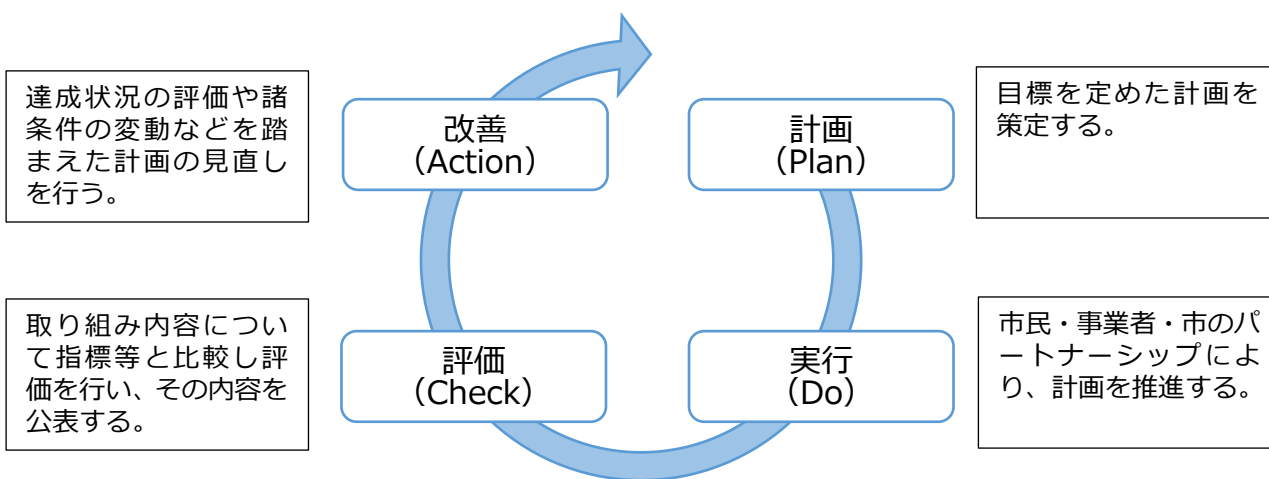 達成状況の評価や諸
条件の変動などを踏
まえた計画の見直し
を行う。
改善
（Action）
計画
（Plan）
目標を定めた計画を
策定する。
取り組み内容につい
て指標等と比較し評
価を行い、その内容を
公表する。
評価
（Check）
実行
（Do）
市民・事業者・市のパ
ートナーシップによ
り、計画を推進する。